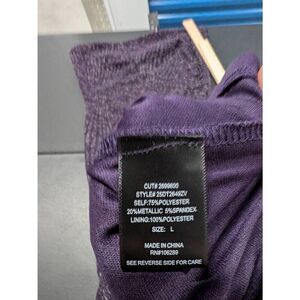 CUT# 2699600
STYLE# 25DT2649ZV
SELF:75%POLYESTER
20%METALLIC 5%SPANDEX
LINING:100%POLYESTER
SIZE: L
MADE IN CHINA
RN#106289
SEE REVERSE SIDE FOR CARE